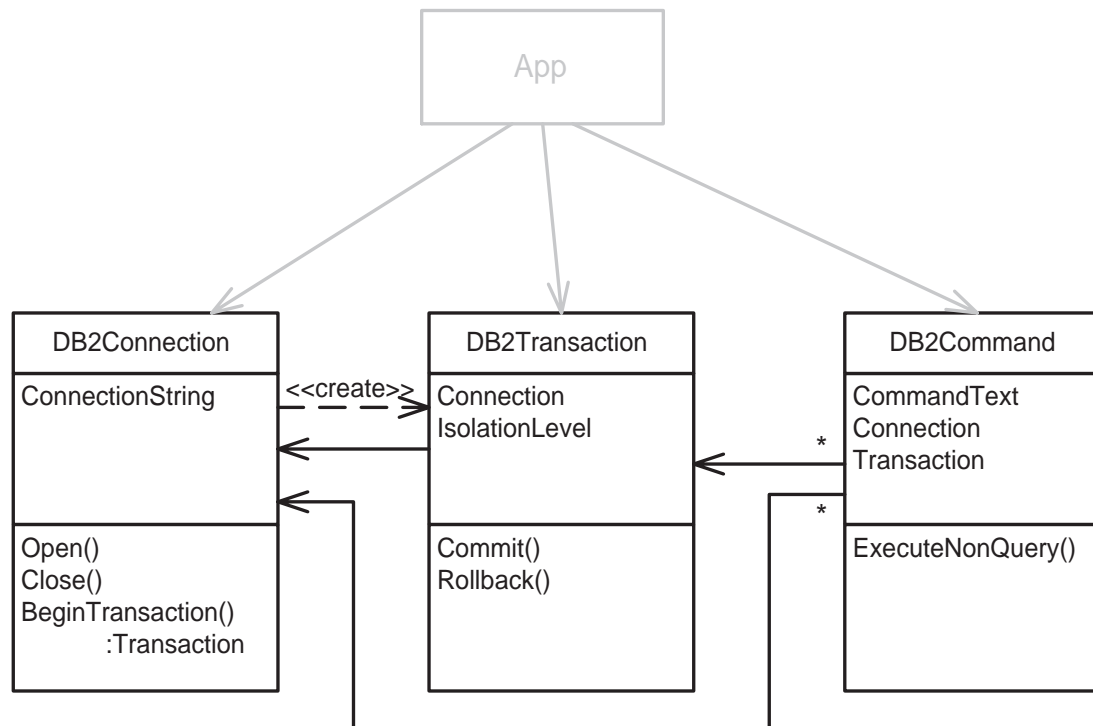 App
DB2Connection
ConnectionString
Open()
Close()
BeginTransaction()
:Transaction
<<create>>
DB2Transaction
Connection
IsolationLevel
Commit()
Rollback()
*
*
DB2Command
CommandText
Connection
Transaction
ExecuteNonQuery()